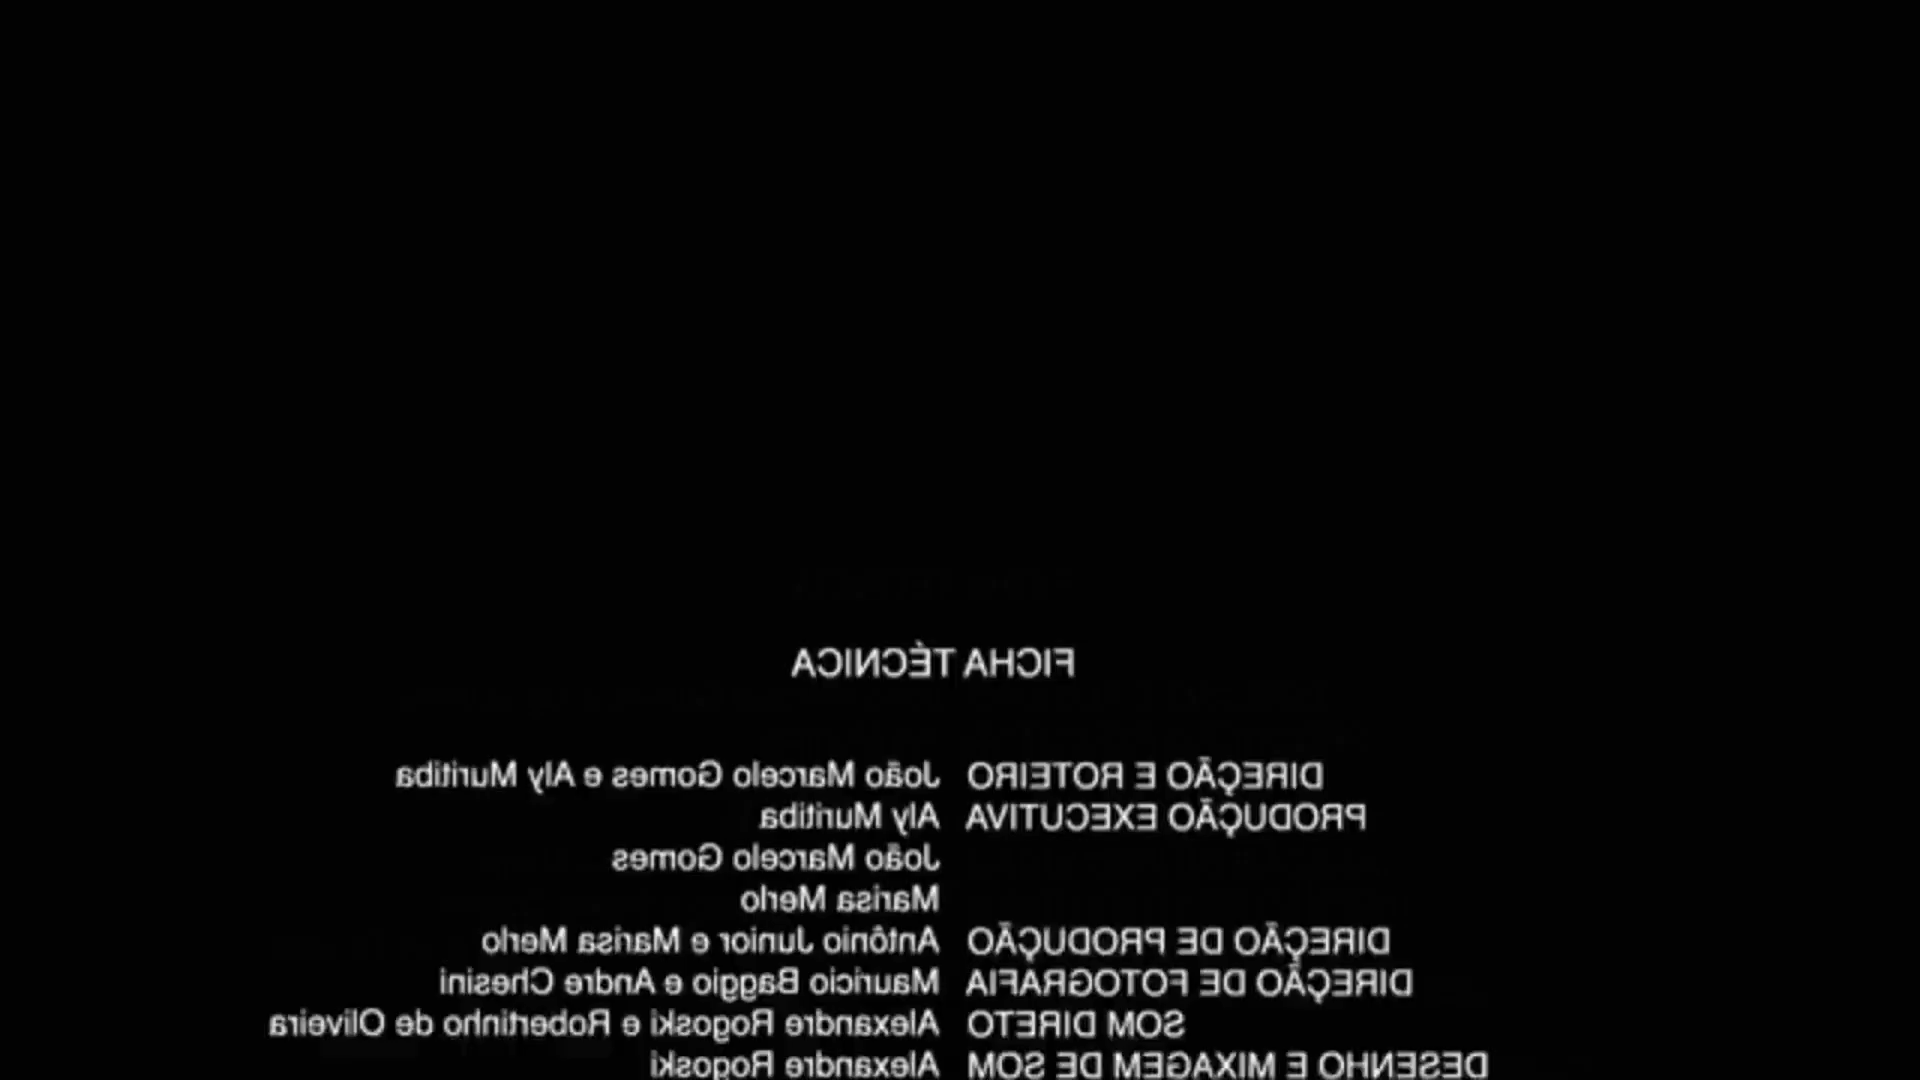 FICHA TÉCNICA
DIREÇÃO E ROTEIRO João Marcelo Gomes e Aly Muritiba
PRODUÇÃO EXECUTIVA Aly Muritiba
João Marcelo Gomes
Marisa Merlo
DIREÇÃO DE PRODUÇÃO Antônio Junior e Marisa Merlo
DIREÇÃO DE FOTOGRAFIA Mauricio Baggio e Andre Chesini
SOM DIRETO Alexandre Rogoski e Robertinho de Oliveira
DESENHO E MIXAGEM DE SOM Alexandre Rogoski